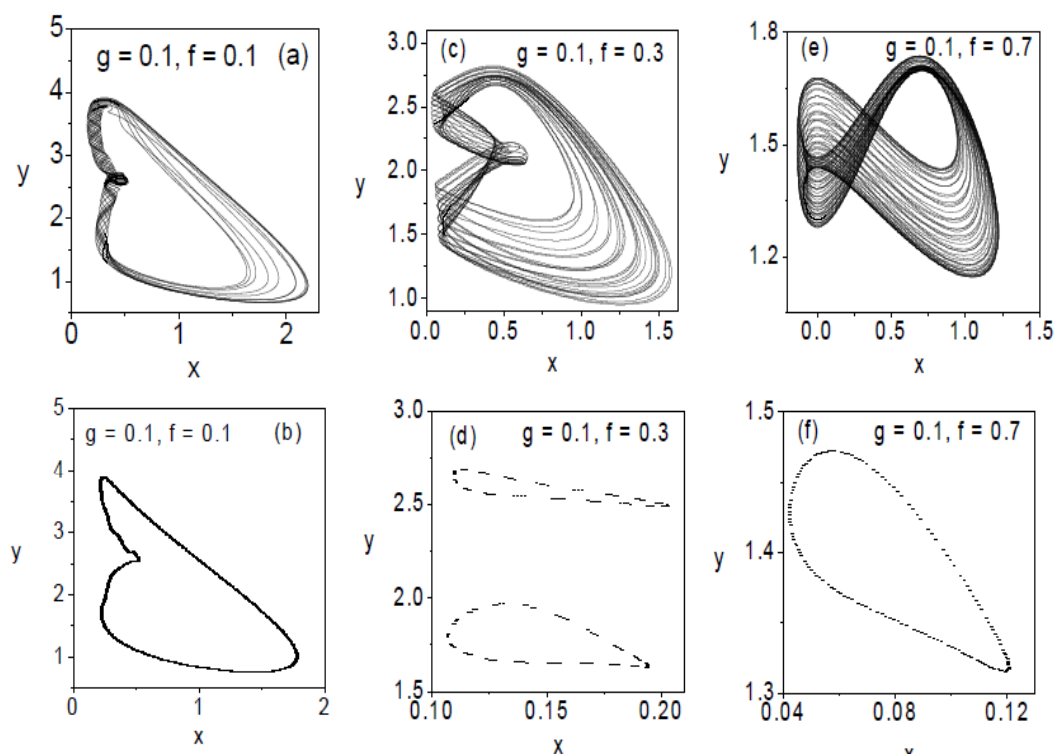 g = 0.1, f = 0.1 (a)
5
4
3
2
1
y
0 1 2
x
(c) g = 0.1, f = 0.3
3.0
2.5
2.0
1.5
1.0
y
0.0 0.5 1.0 1.5
x
(e) g = 0.1, f = 0.7
1.8
1.5
1.2
y
0.0 0.5 1.0 1.5
x
g = 0.1, f = 0.1 (b)
5
4
3
2
1
y
0 1 2
x
(d) g = 0.1, f = 0.3
3.0
2.5
2.0
1.5
y
0.10 0.15 0.20
x
(f) g = 0.1, f = 0.7
1.5
1.4
1.3
y
0.04 0.08 0.12
x